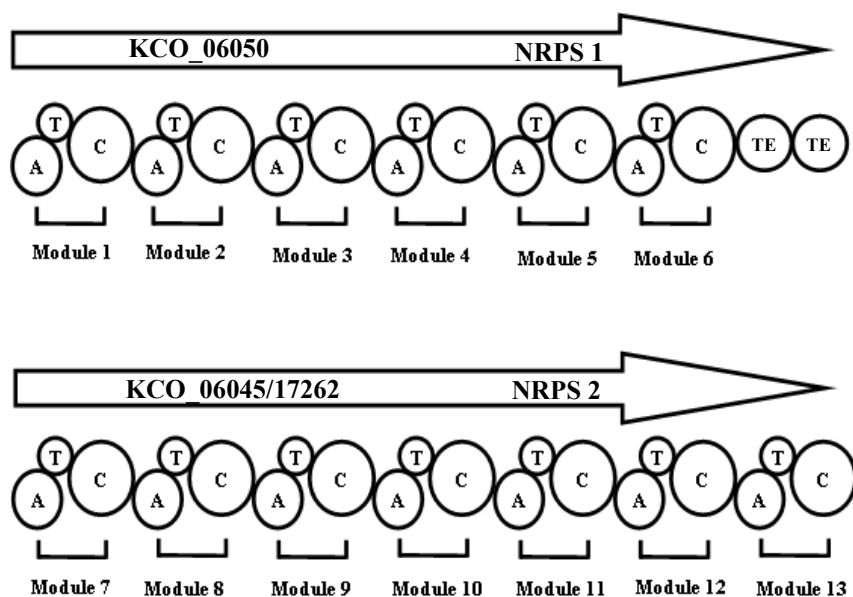 KCO_06050 NRPS 1
T T T T T T
A C A C A C A C A C A C TE TE
Module 1 Module 2 Module 3 Module 4 Module 5 Module 6
KCO_06045/17262 NRPS 2
T T T T T T T
A C A C A C A C A C A C A C
Module 7 Module 8 Module 9 Module 10 Module 11 Module 12 Module 13